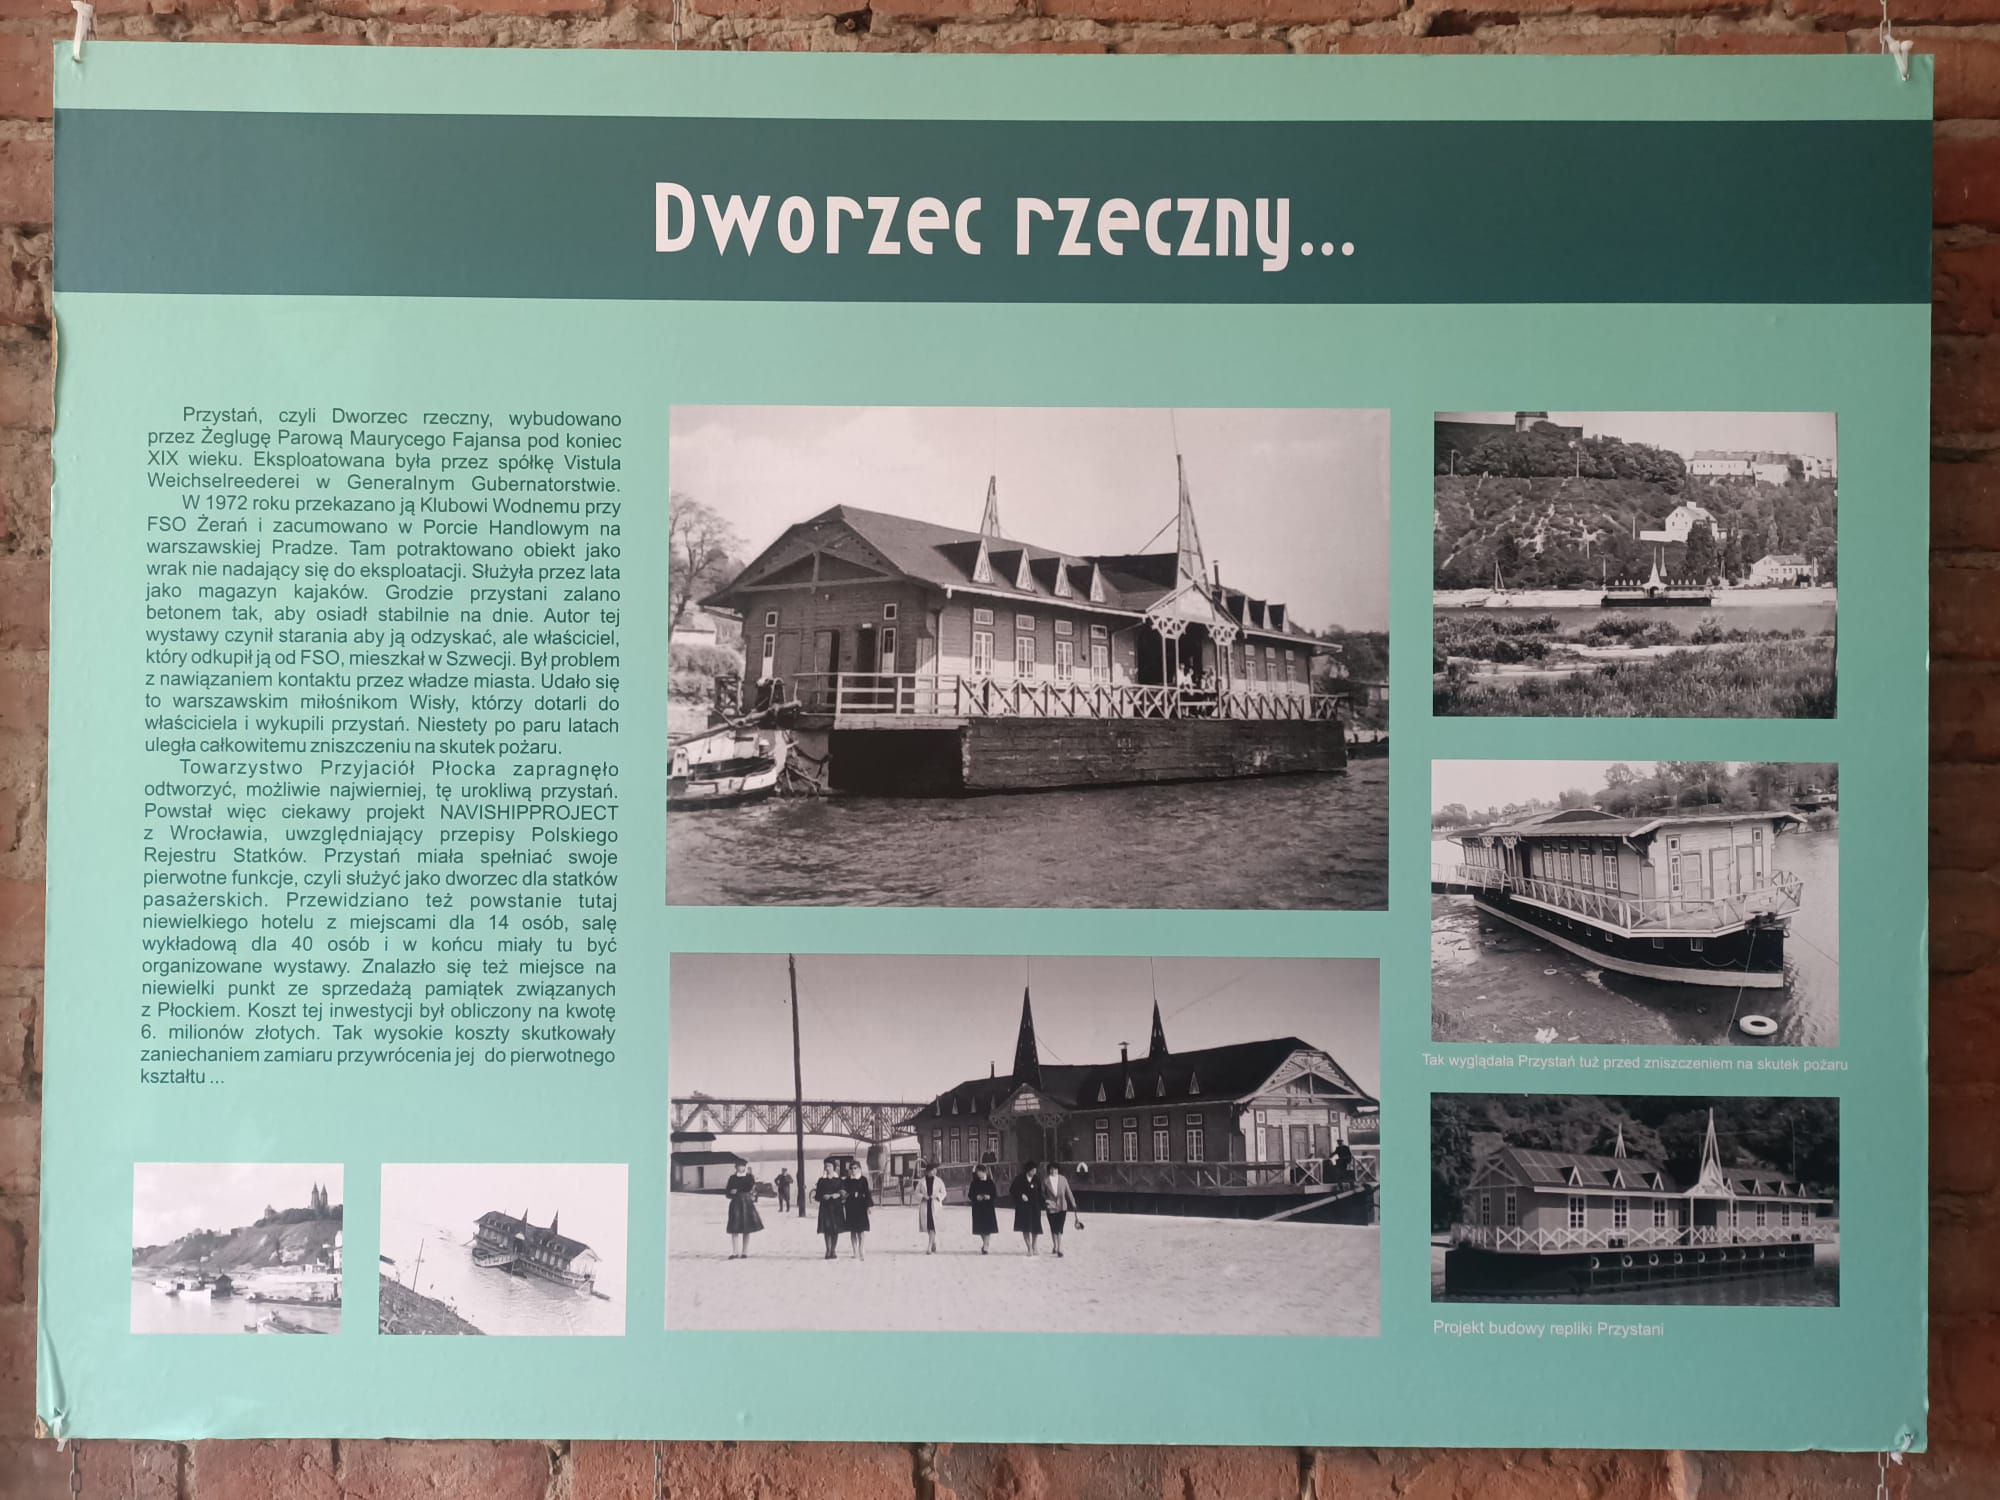 Dworzec rzeczny...
Przystań, czyli Dworzec rzeczny, wybudowano
przez Żeglugę Parową Maurycego Fajansa pod koniec
XIX wieku. Eksploatowana była przez spółkę Vistula
Weichselreederei w Generalnym Gubernatorstwie.
W 1972 roku przekazano ją Klubowi Wodnemu przy
FSO Żerań i zacumowano w Porcie Handlowym na
warszawskiej Pradze. Tam potraktowano obiekt jako
wrak nie nadający się do eksploatacji. Służyła przez lata
jako magazyn kajaków. Grodzie przystani zalano
betonem tak, aby osiadł stabilnie na dnie. Autor tej
wystawy czynił starania aby ją odzyskać, ale właściciel,
który odkupił ją od FSO, mieszkał w Szwecji. Był problem
z nawiązaniem kontaktu przez władze miasta. Udało się
to warszawskim miłośnikom Wisły, którzy dotarli do
właściciela i wykupili przystań. Niestety po paru latach
uległa całkowitemu zniszczeniu na skutek pożaru.
Towarzystwo Przyjaciół Płocka zapragnęło
odtworzyć, możliwie najwierniej, tę urokliwą przystań.
Powstał więc ciekawy projekt NAVISHIPPROJECT
z Wrocławia, uwzględniający przepisy Polskiego
Rejestru Statków. Przystań miała spełniać swoje
pierwotne funkcje, czyli służyć jako dworzec dla statków
pasażerskich. Przewidziano też powstanie tutaj
niewielkiego hotelu z miejscami dla 14 osób, salę
wykładową dla 40 osób i w końcu miały tu być
organizowane wystawy. Znalazło się też miejsce na
niewielki punkt ze sprzedażą pamiątek związanych
z Płockiem. Koszt tej inwestycji był obliczony na kwotę
6. milionów złotych. Tak wysokie koszty skutkowały
zaniechaniem zamiaru przywrócenia jej do pierwotnego
kształtu ...
Tak wyglądała Przystań tuż przed zniszczeniem na skutek pożaru
Projekt budowy repliki Przystani